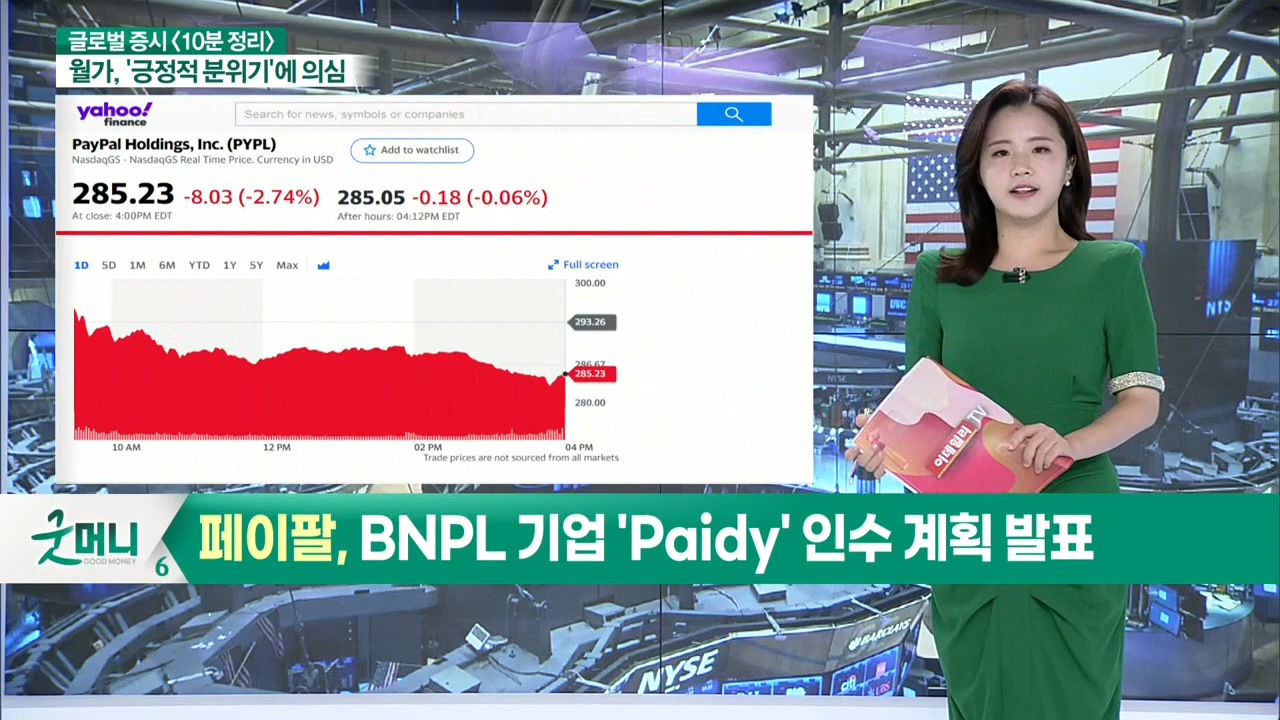 글로벌 증시 <10분 정리>
월가, '긍정적 분위기'에 의심
yahoo!
finance
Search for news, symbols or companies
PayPal Holdings, Inc. (PYPL)
NasdaqGS - NasdaqGS Real Time Price. Currency in USD
Add to watchlist
285.23 -8.03 (-2.74%)
At close: 4:00PM EDT
285.05 -0.18 (-0.06%)
After hours: 04:12PM EDT
1D 5D 1M 6M YTD 1Y 5Y Max
Full screen
300.00
293.26
286.67
285.23
280.00
10 AM 12 PM 02 PM 04 PM
Trade prices are not sourced from all markets
이데일리 TV
NYS
NYSE
굿머니
GOOD MONEY
6
페이팔, BNPL 기업 'Paidy' 인수 계획 발표
NYSE
BARCLAYS
citi
UBS